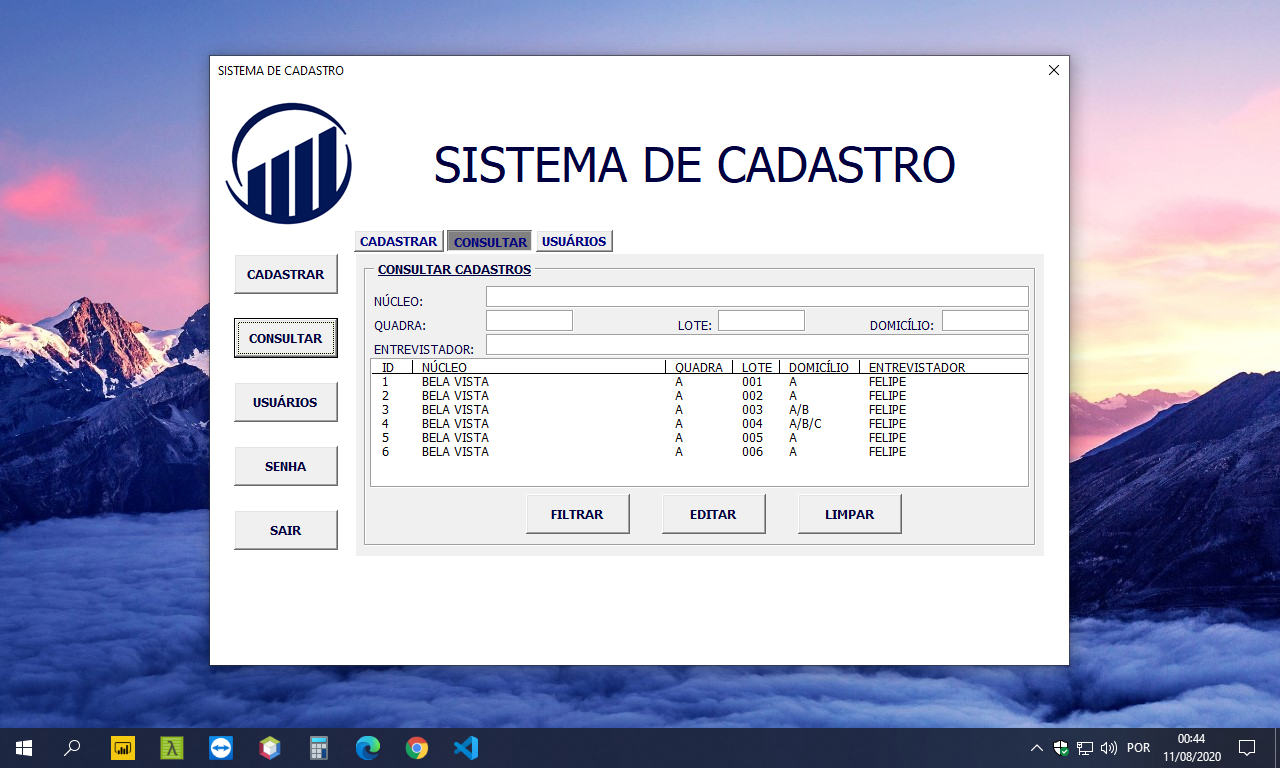 SISTEMA DE CADASTRO
SISTEMA DE CADASTRO
CADASTRAR CONSULTAR USUÁRIOS
CADASTRAR
CONSULTAR
USUÁRIOS
SENHA
SAIR
CONSULTAR CADASTROS
NÚCLEO:
QUADRA: LOTE: DOMICÍLIO:
ENTREVISTADOR:
ID NÚCLEO QUADRA LOTE DOMICÍLIO ENTREVISTADOR
1 BELA VISTA A 001 A FELIPE
2 BELA VISTA A 002 A FELIPE
3 BELA VISTA A 003 A/B FELIPE
4 BELA VISTA A 004 A/B/C FELIPE
5 BELA VISTA A 005 A FELIPE
6 BELA VISTA A 006 A FELIPE
FILTRAR EDITAR LIMPAR
POR
00:44
11/08/2020